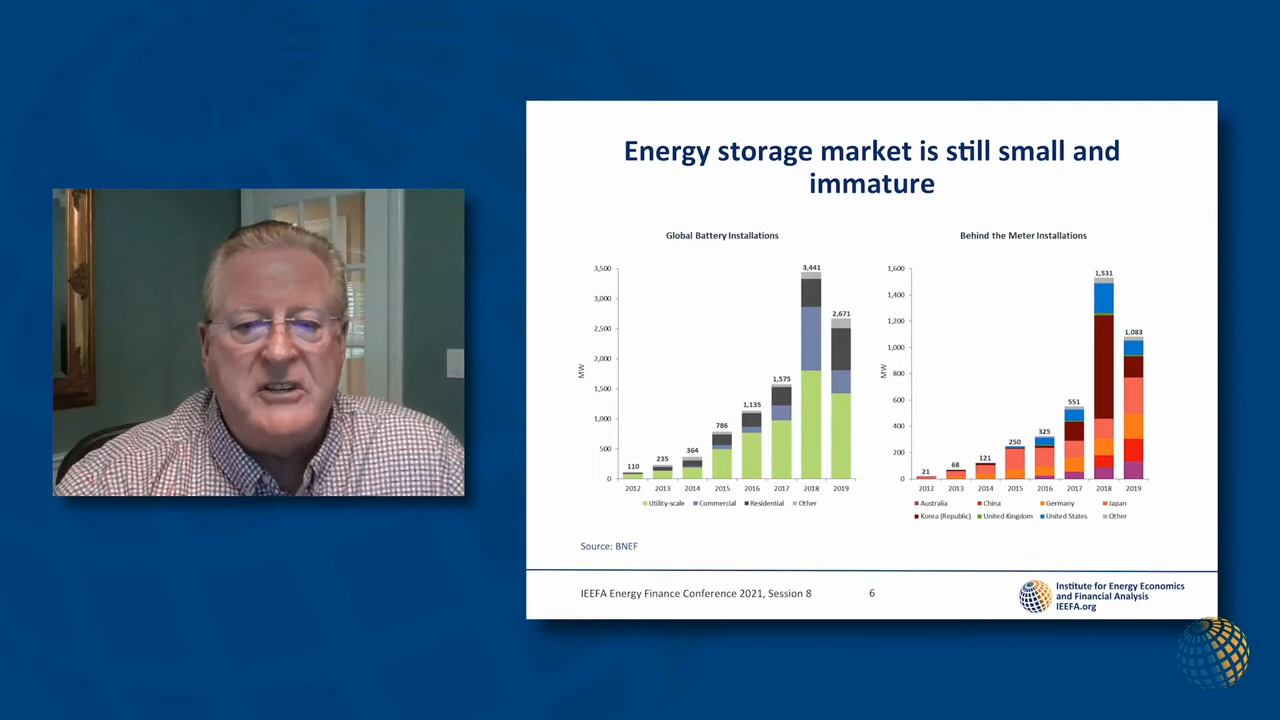 Energy storage market is still small and
immature
Global Battery Installations
MW
3,500
3,000
2,500
2,000
1,500
1,000
500
0
110
235
364
786
1,135
1,575
3,441
2,671
2012 2013 2014 2015 2016 2017 2018 2019
Utility-scale Commercial Residential Other
Behind the Meter Installations
MW
1,600
1,400
1,200
1,000
800
600
400
200
0
21
68
121
250
325
551
1,531
1,083
2012 2013 2014 2015 2016 2017 2018 2019
Australia China Germany Japan
Korea (Republic) United Kingdom United States Other
Source: BNEF
IEEFA Energy Finance Conference 2021, Session 8
6
Institute for Energy Economics
and Financial Analysis
IEEFA.org